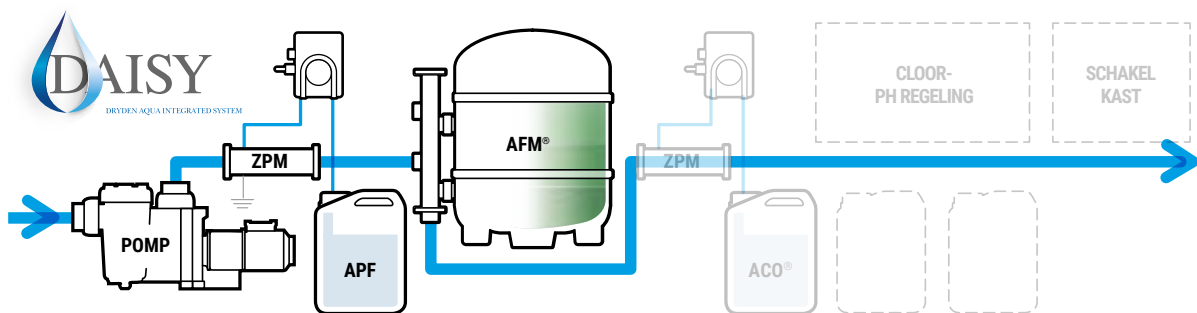 DAISY
DRYDEN AQUA INTEGRATED SYSTEM
POMP
ZPM
APF
AFM®
ZPM
ACO®
CLOOR-
PH REGELING
SCHAKEL
KAST